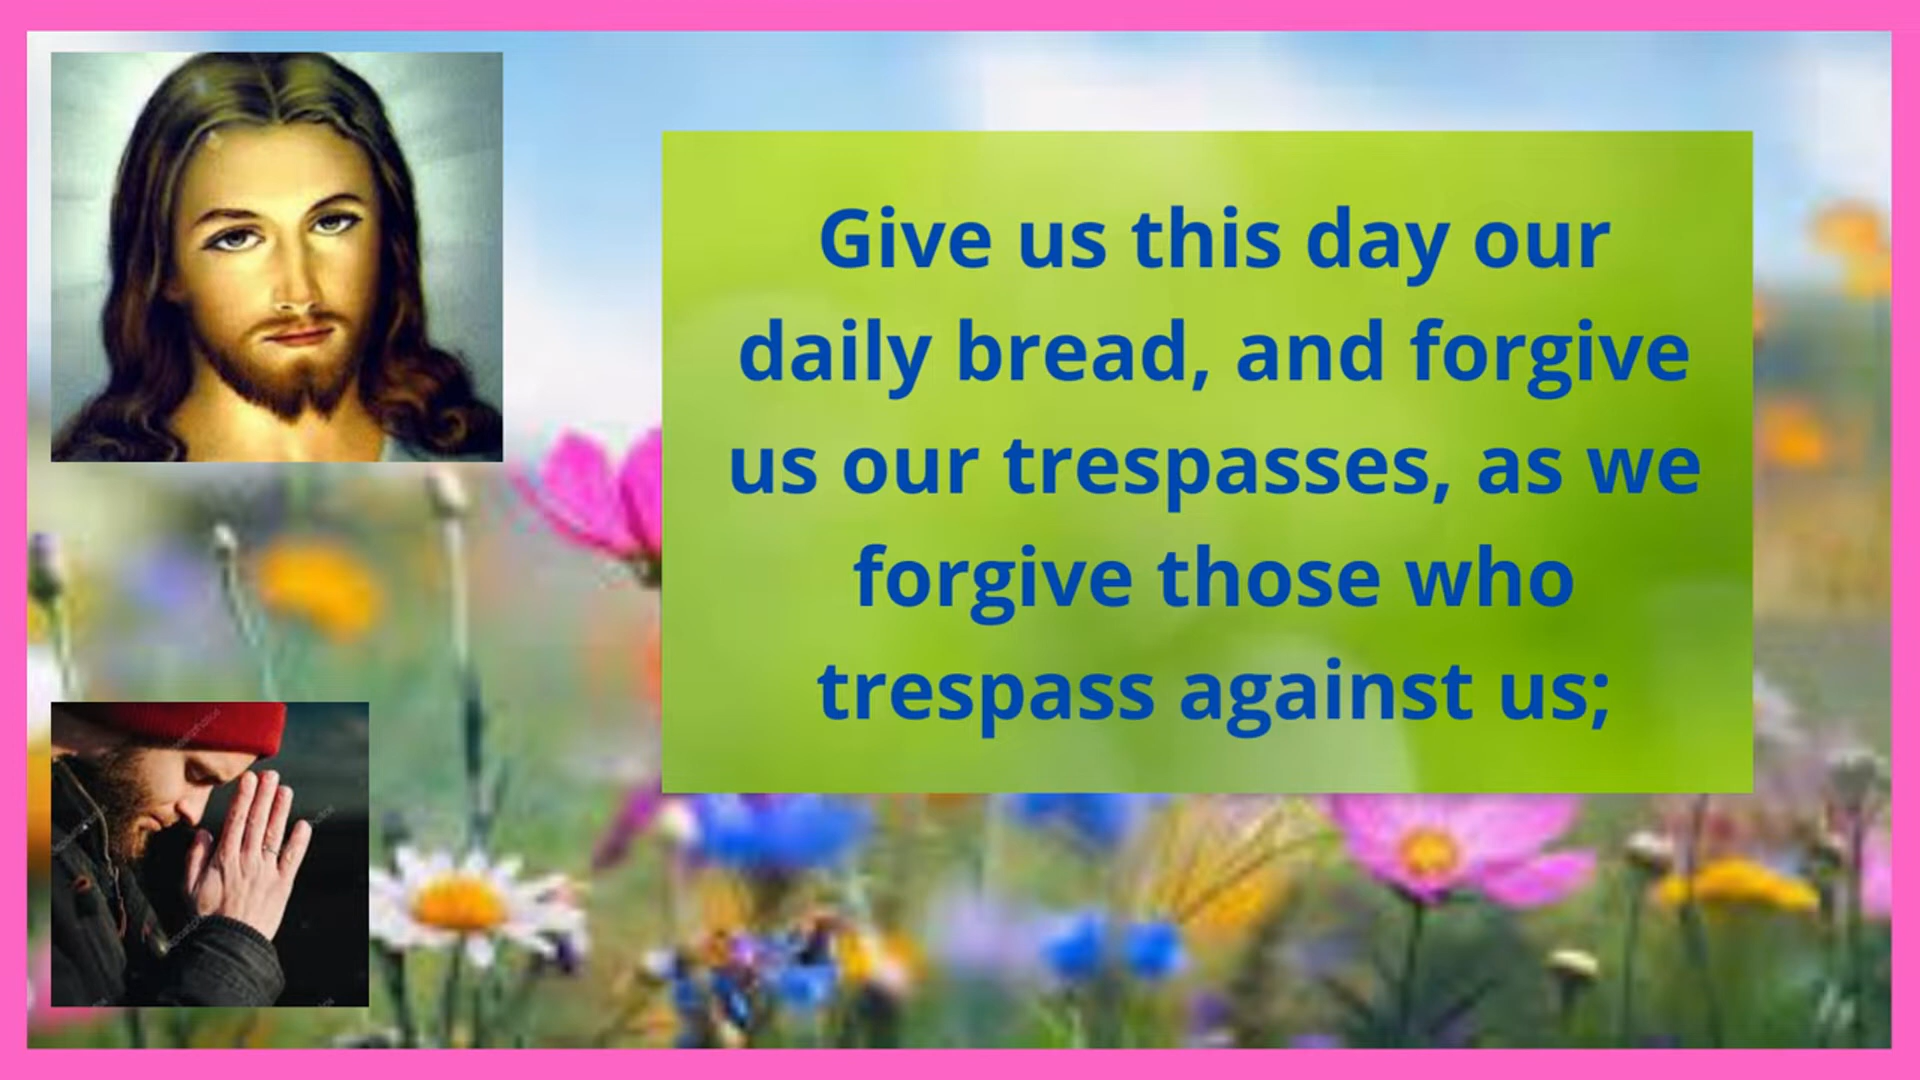 Give us this day our
daily bread, and forgive
us our trespasses, as we
forgive those who
trespass against us;